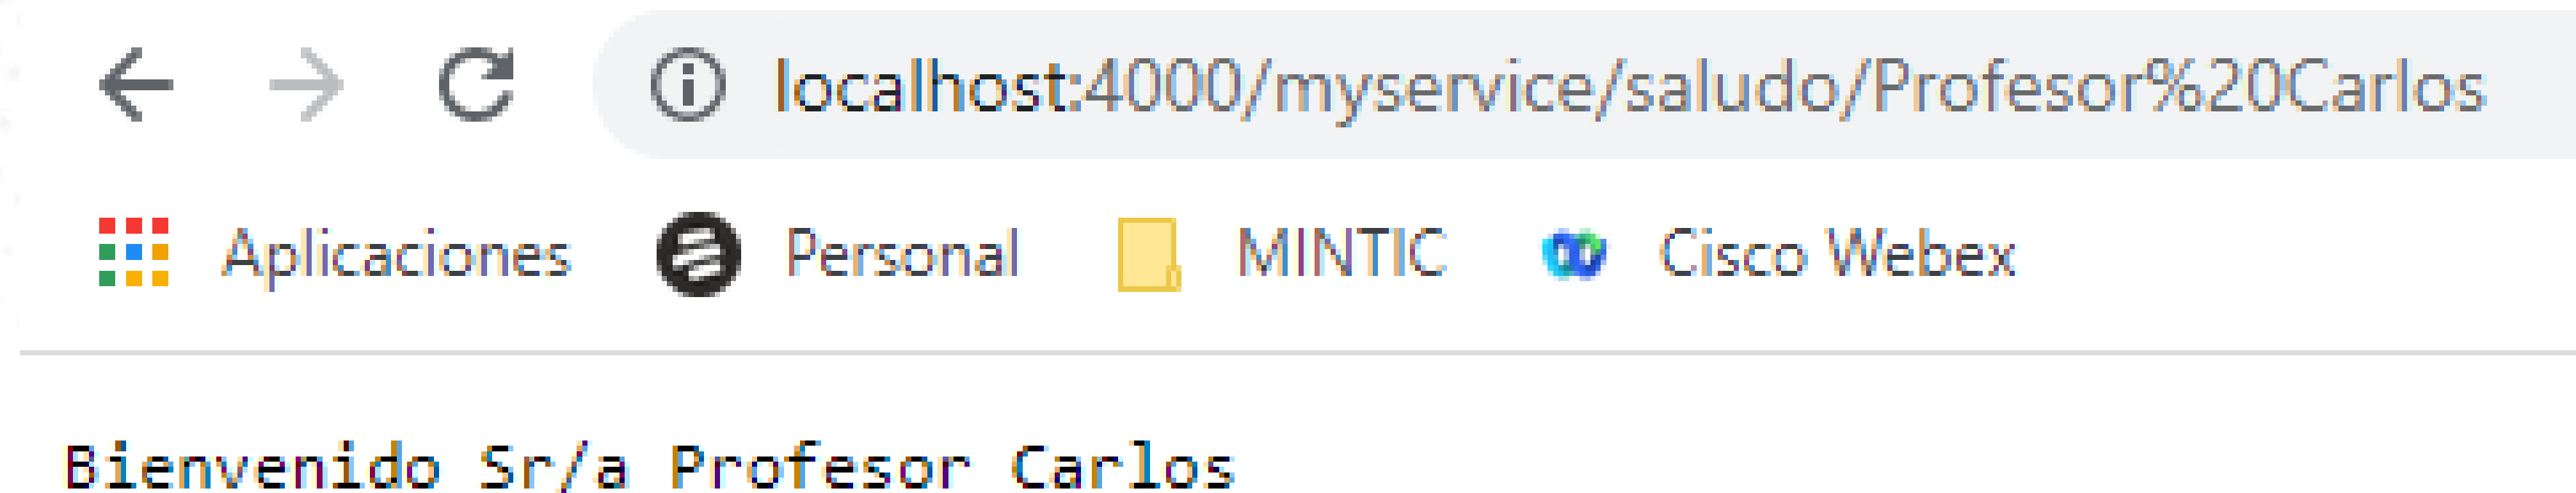 localhost:4000/myservice/saludo/Profesor%20Carlos
Aplicaciones Personal MINTIC Cisco Webex
Bienvenido Sr/a Profesor Carlos